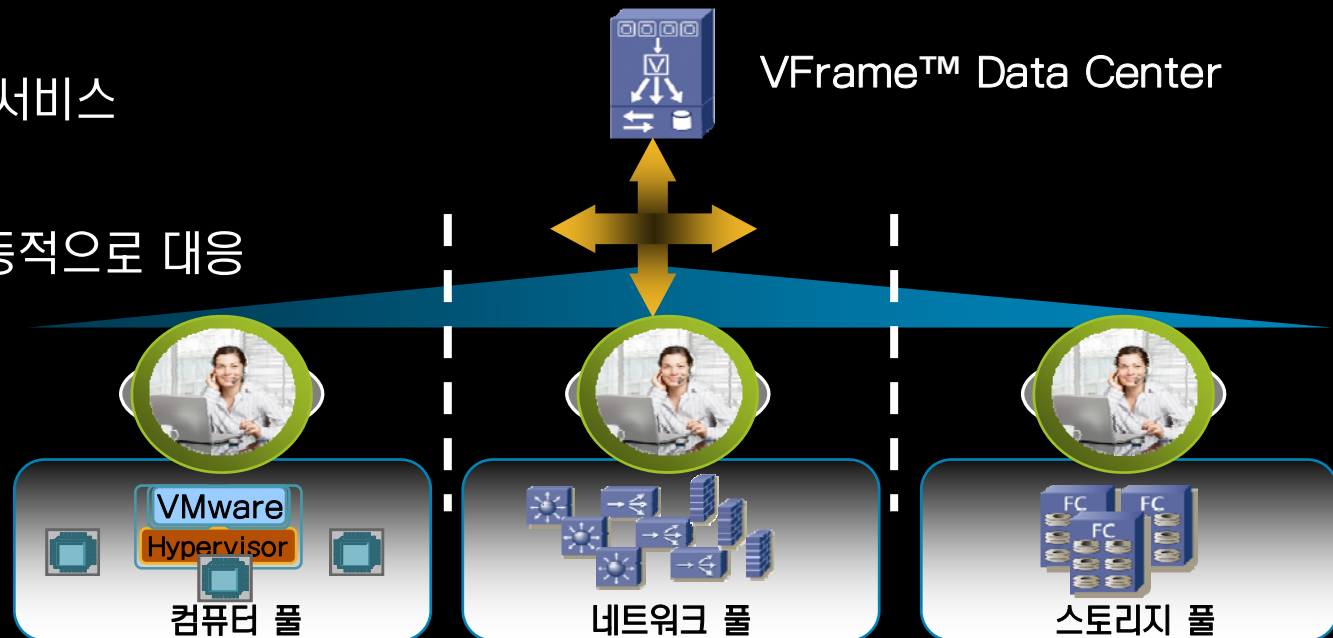 서비스
VFrame™ Data Center
동적으로 대응
VMware
Hypervisor
FC
FC
FC
컴퓨터 풀
네트워크 풀
스토리지 풀